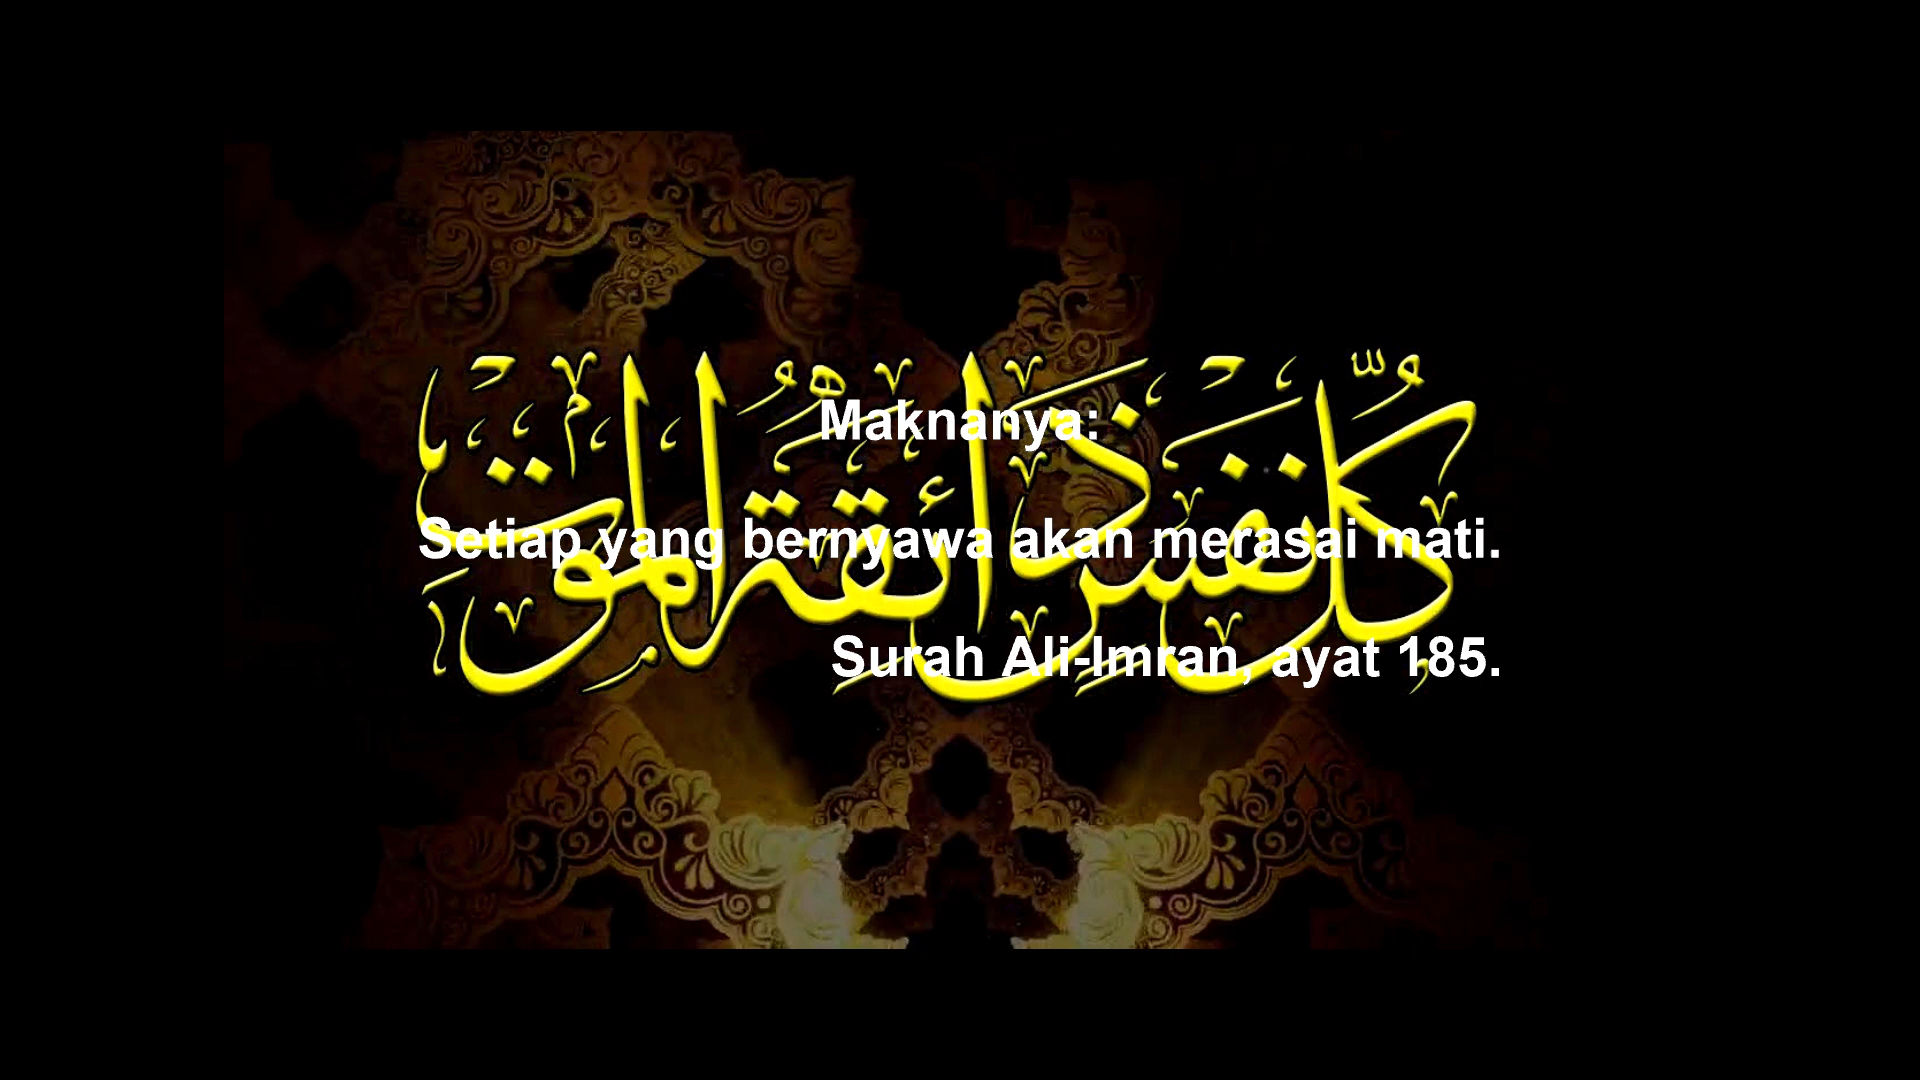 كُلُّ نَفْسٍ ذَائِقَةُ الْمَوْتِ
Maknanya:
Setiap yang bernyawa akan merasai mati.
Surah Ali-Imran, ayat 185.